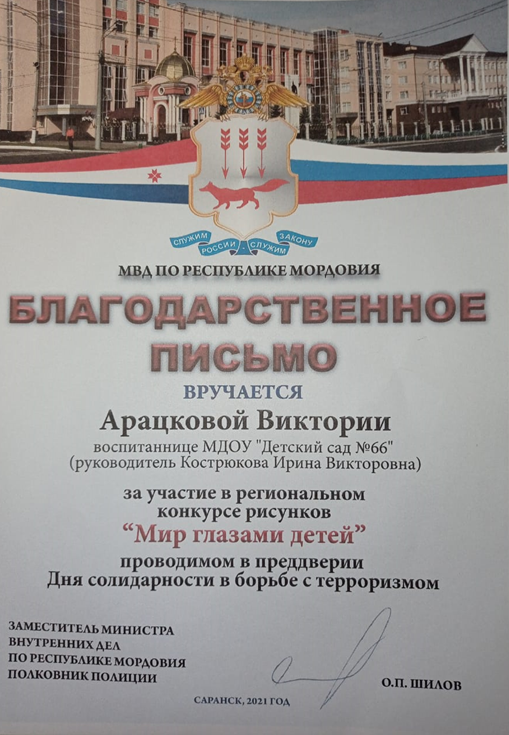 СЛУЖИМ РОССИИ - СЛУЖИМ ЗАКОНУ
МВД ПО РЕСПУБЛИКЕ МОРДОВИЯ
БЛАГОДАРСТВЕННОЕ
ПИСЬМО
ВРУЧАЕТСЯ
Арацковой Виктории
воспитаннице МДОУ "Детский сад №66"
(руководитель Кострюкова Ирина Викторовна)
за участие в региональном
конкурсе рисунков
“Мир глазами детей”
проводимом в преддверии
Дня солидарности в борьбе с терроризмом
ЗАМЕСТИТЕЛЬ МИНИСТРА
ВНУТРЕННИХ ДЕЛ
ПО РЕСПУБЛИКЕ МОРДОВИЯ
ПОЛКОВНИК ПОЛИЦИИ
О.П. ШИЛОВ
САРАНСК, 2021 ГОД